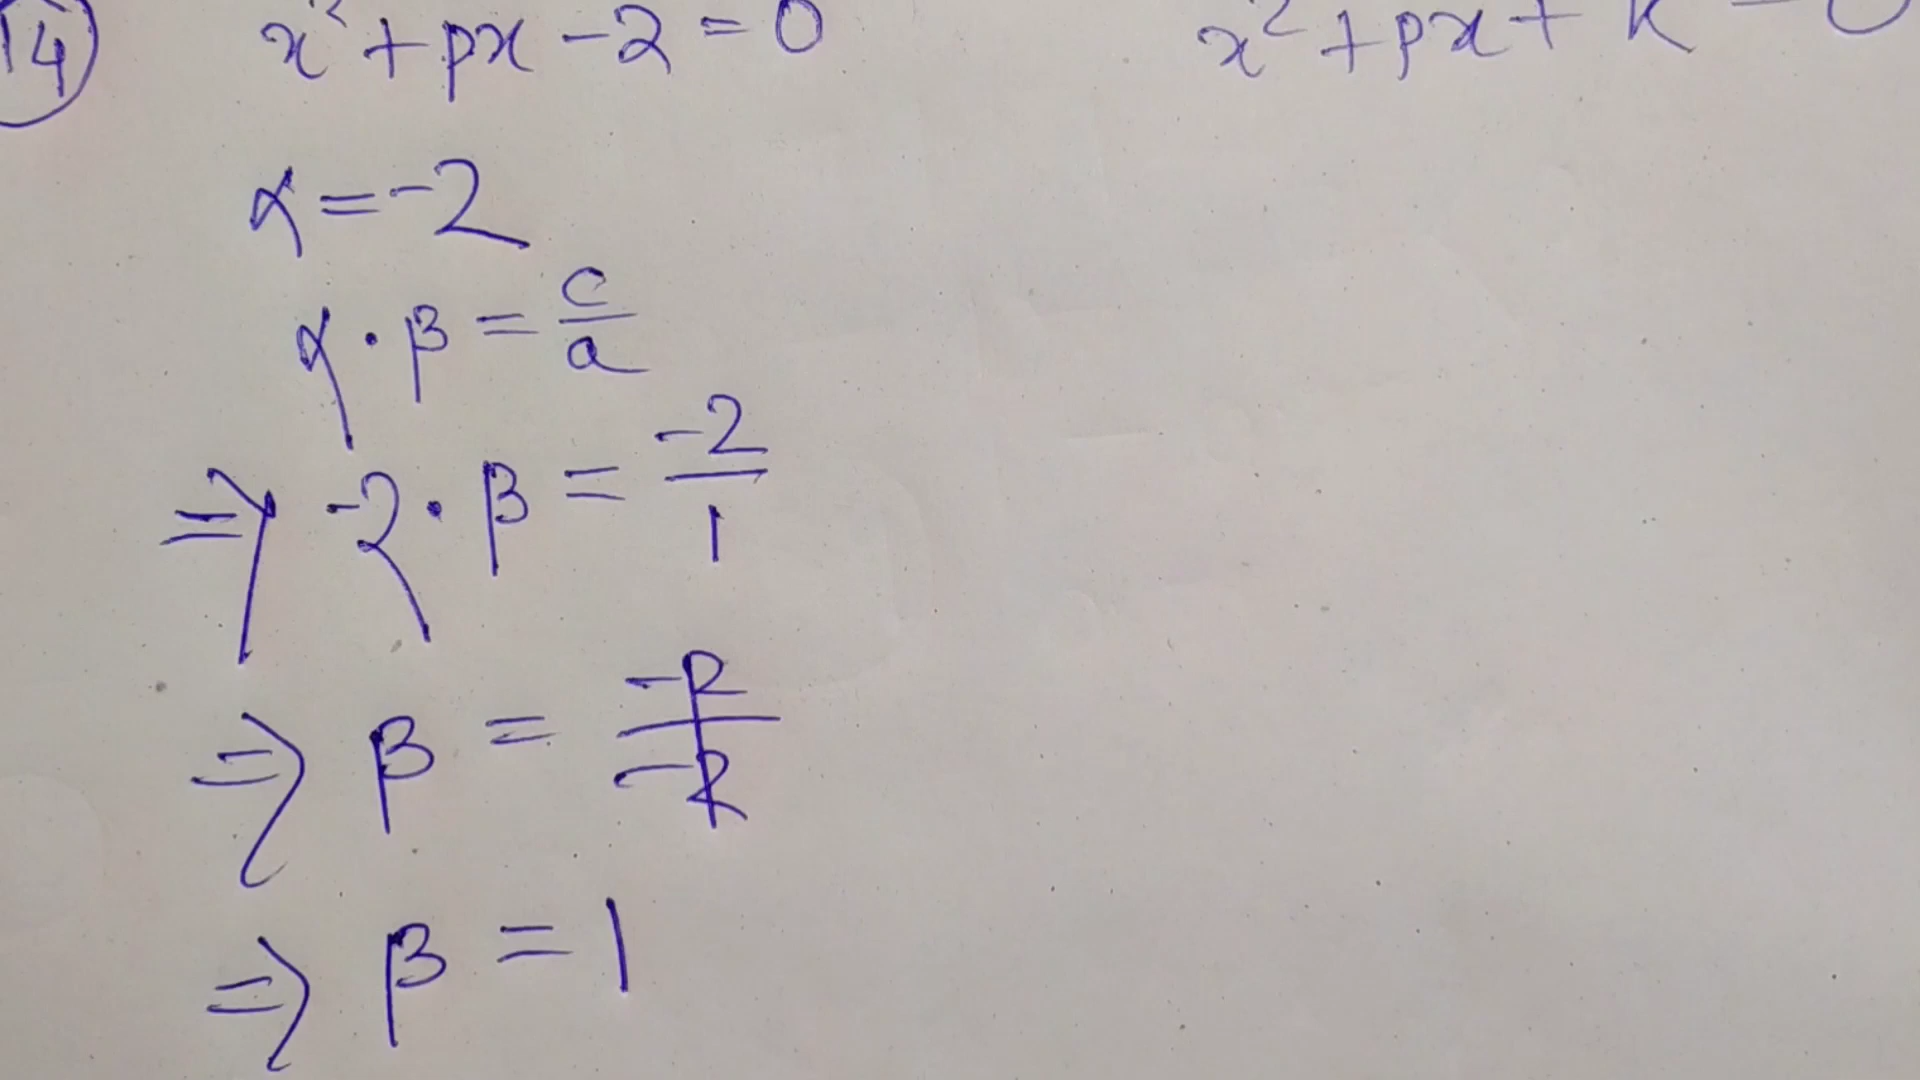 14 x² + px - 2 = 0 x² + px + k = 0
α = -2
α · β = c/a
⇒ -2 · β = -2/1
⇒ β = -2/-2
⇒ β = 1